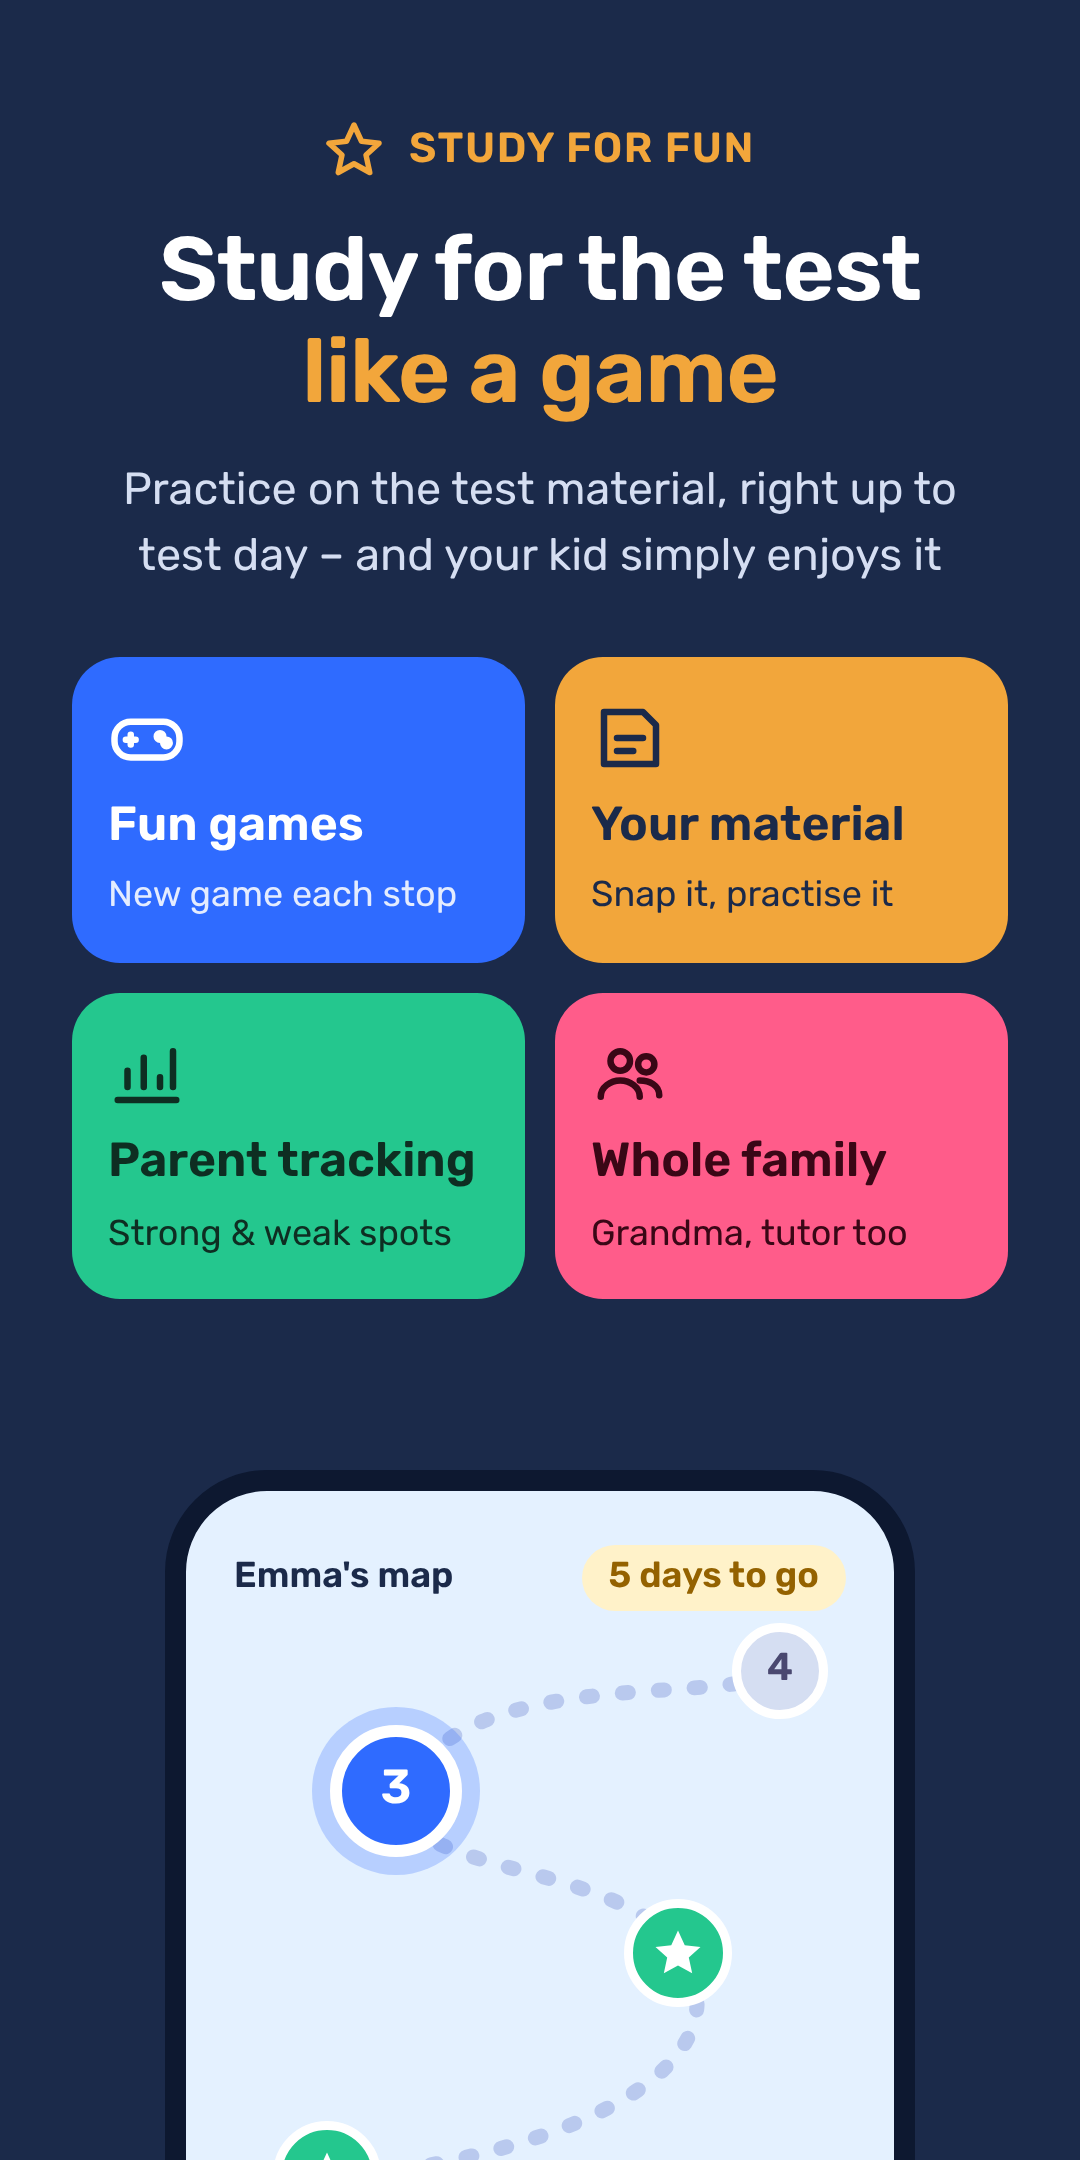 STUDY FOR FUN
Study for the test
like a game
Practice on the test material, right up to
test day – and your kid simply enjoys it
Fun games
New game each stop
Your material
Snap it, practise it
Parent tracking
Strong & weak spots
Whole family
Grandma, tutor too
Emma's map
5 days to go
4
3